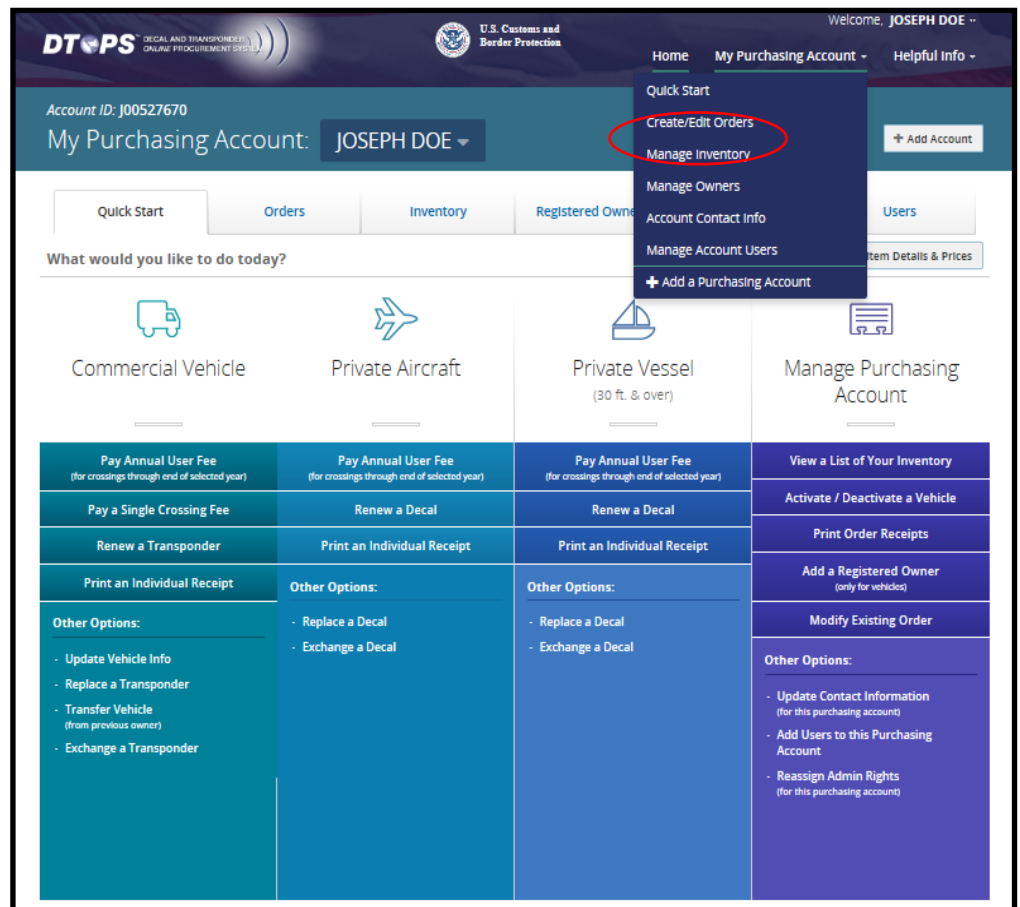 Welcome, JOSEPH DOE
DTOPS DECAL AND TRANSPONDER
ONLINE PROCUREMENT SYSTEM
U.S. Customs and
Border Protection
Home My Purchasing Account Helpful Info
Account ID: J00527670
My Purchasing Account: JOSEPH DOE
+ Add Account
Quick Start
Create/Edit Orders
Manage Inventory
Manage Owners
Account Contact Info
Manage Account Users
+ Add a Purchasing Account
Quick Start Orders Inventory Registered Owne Users
What would you like to do today?
Item Details & Prices
Commercial Vehicle
Private Aircraft
Private Vessel
(30 ft. & over)
Manage Purchasing
Account
Pay Annual User Fee
(for crossings through end of selected year)
Pay a Single Crossing Fee
Renew a Transponder
Print an Individual Receipt
Other Options:
- Update Vehicle Info
- Replace a Transponder
- Transfer Vehicle
(from previous owner)
- Exchange a Transponder
Pay Annual User Fee
(for crossings through end of selected year)
Renew a Decal
Print an Individual Receipt
Other Options:
- Replace a Decal
- Exchange a Decal
Pay Annual User Fee
(for crossings through end of selected year)
Renew a Decal
Print an Individual Receipt
Other Options:
- Replace a Decal
- Exchange a Decal
View a List of Your Inventory
Activate / Deactivate a Vehicle
Print Order Receipts
Add a Registered Owner
(only for vehicles)
Modify Existing Order
Other Options:
- Update Contact Information
(for this purchasing account)
- Add Users to this Purchasing
Account
- Reassign Admin Rights
(for this purchasing account)